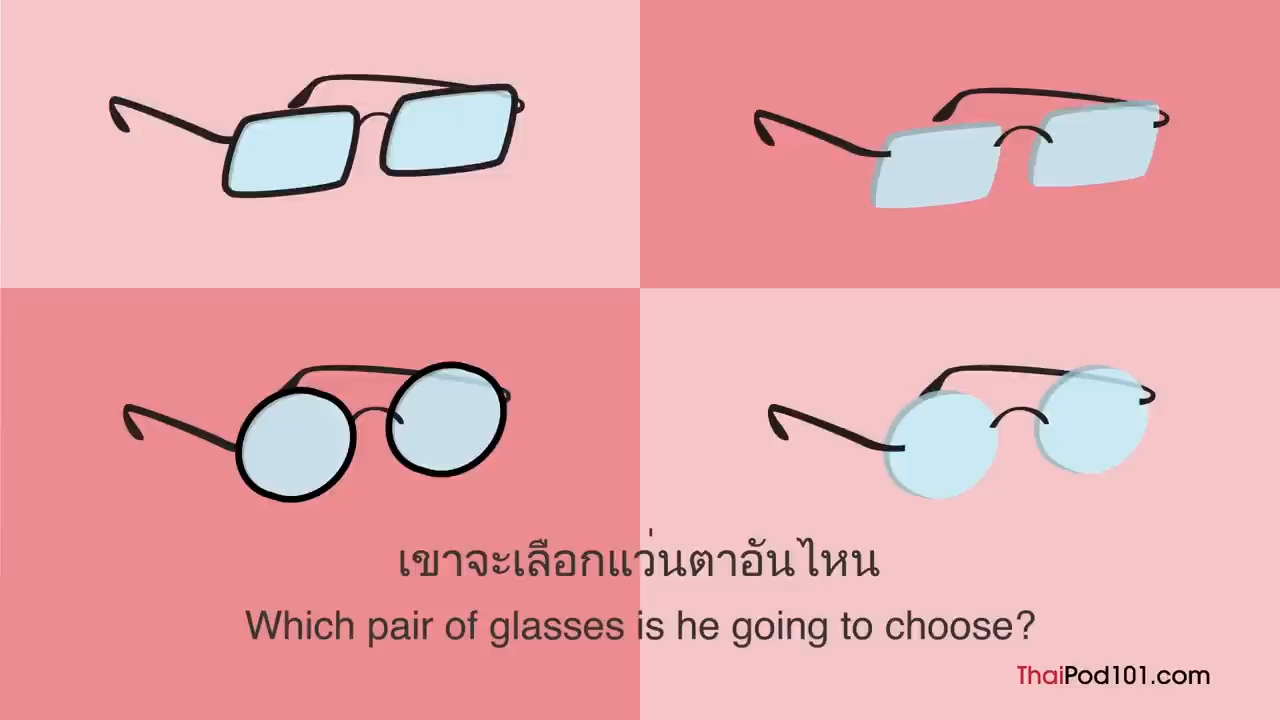 เขาจะเลือกแว่นตาอันไหน
Which pair of glasses is he going to choose?
ThaiPod101.com